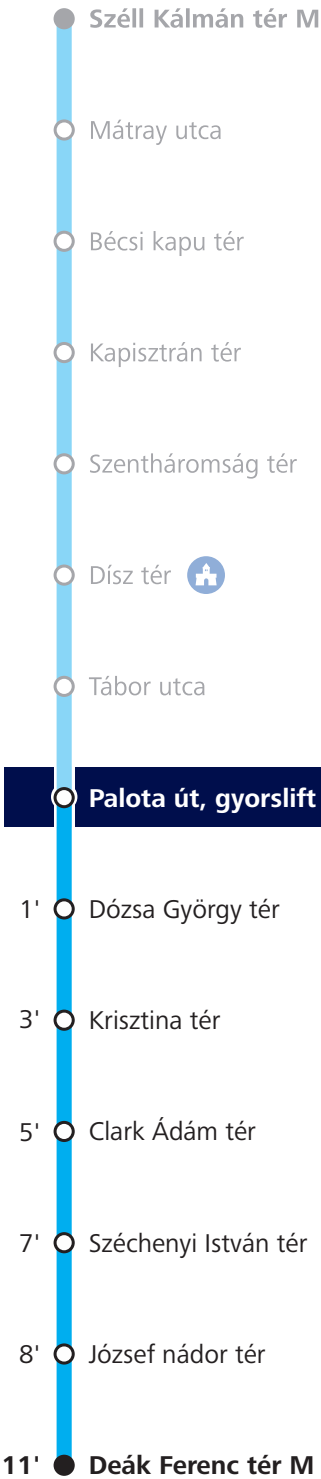 Széll Kálmán tér M
Mátray utca
Bécsi kapu tér
Kapisztrán tér
Szentháromság tér
Dísz tér
Tábor utca
Palota út, gyorslift
1' Dózsa György tér
3' Krisztina tér
5' Clark Ádám tér
7' Széchenyi István tér
8' József nádor tér
11' Deák Ferenc tér M